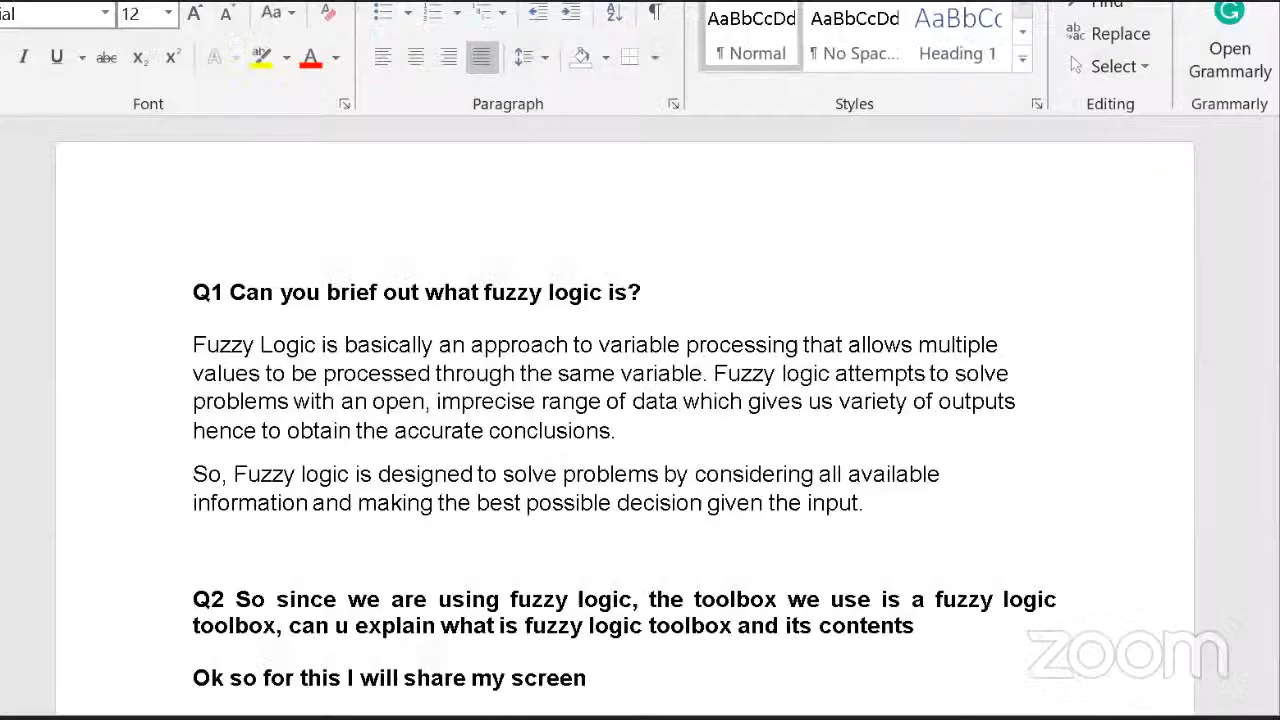 12
Aa
AaBbCcDd
AaBbCcDd
AaBbCc
¶ Normal
¶ No Spac...
Heading 1
Replace
Select
Open
Grammarly
Font
Paragraph
Styles
Editing
Grammarly
Q1 Can you brief out what fuzzy logic is?
Fuzzy Logic is basically an approach to variable processing that allows multiple
values to be processed through the same variable. Fuzzy logic attempts to solve
problems with an open, imprecise range of data which gives us variety of outputs
hence to obtain the accurate conclusions.
So, Fuzzy logic is designed to solve problems by considering all available
information and making the best possible decision given the input.
Q2 So since we are using fuzzy logic, the toolbox we use is a fuzzy logic
toolbox, can u explain what is fuzzy logic toolbox and its contents
Ok so for this I will share my screen
zoom